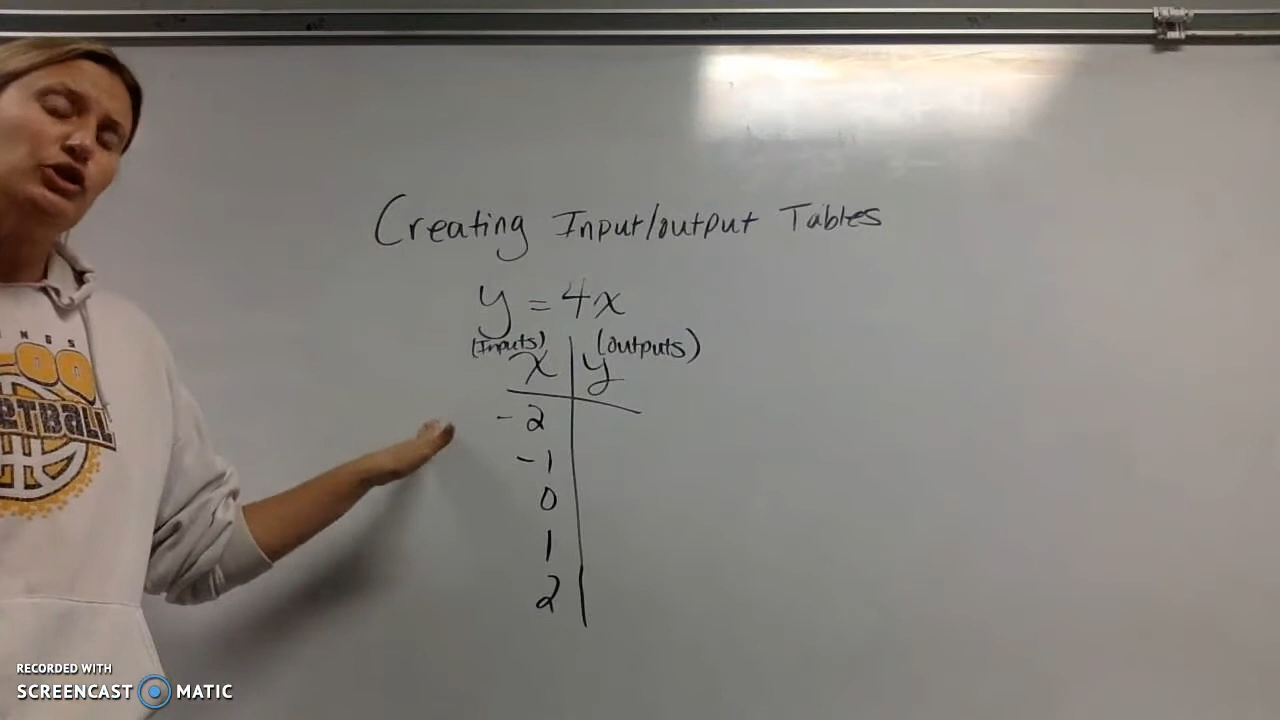 Creating Input/output Tables
y = 4x
(Inputs) (outputs)
x y
-2
-1
0
1
2
RECORDED WITH
SCREENCAST MATIC